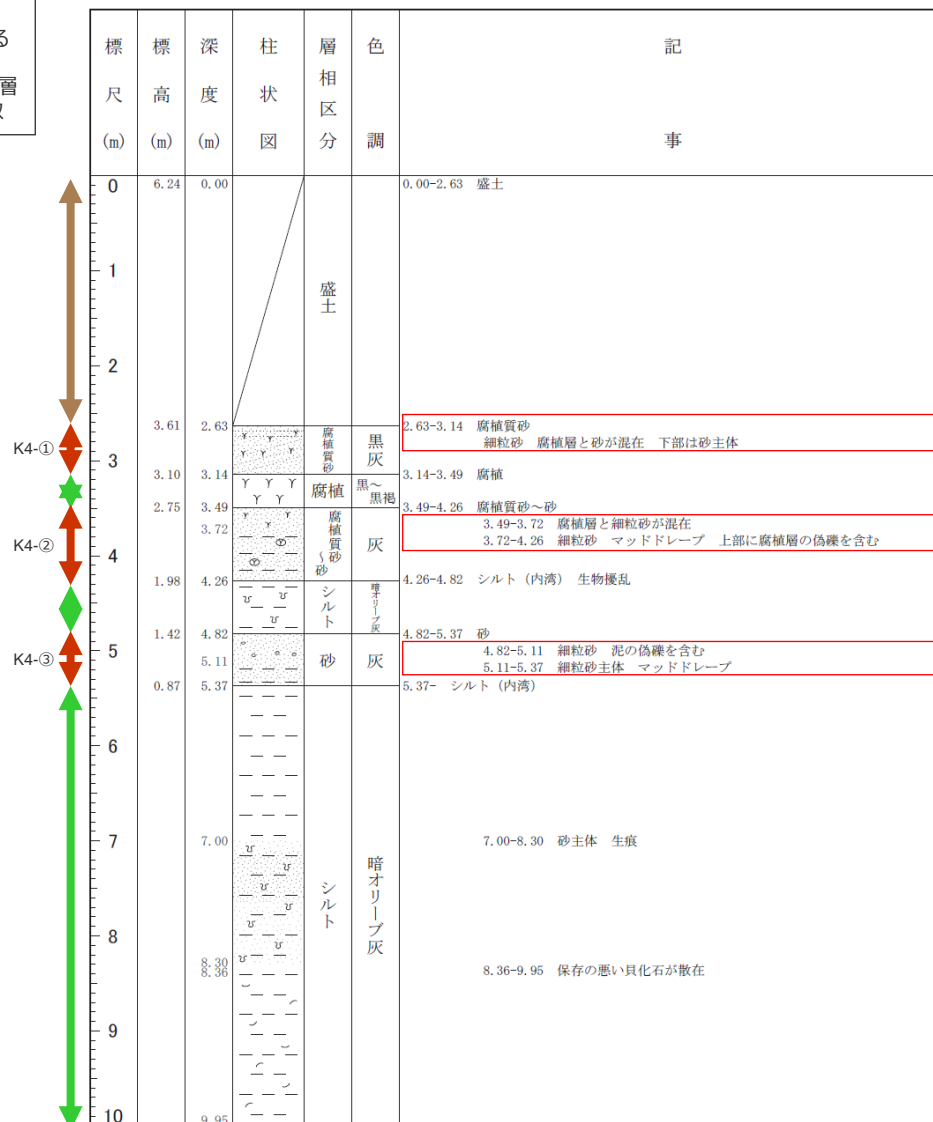 る
層
標尺(m) 標高(m) 深度(m) 柱状図 層相区分 色調 記事
0 6.24 0.00 0.00-2.63 盛土
1
盛土
2
3.61 2.63 腐植質砂 黒灰 2.63-3.14 腐植質砂
細粒砂 腐植層と砂が混在 下部は砂主体
K4-①
3
3.10 3.14 腐植 黒~黒褐 3.14-3.49 腐植
2.75 3.49 腐植質砂~砂 灰 3.49-4.26 腐植質砂~砂
3.72 3.49-3.72 腐植層と細粒砂が混在
K4-② 3.72-4.26 細粒砂 マッドドレープ 上部に腐植層の偽礫を含む
4
1.98 4.26 シルト 暗オリーブ灰 4.26-4.82 シルト(内湾) 生物擾乱
1.42 4.82 砂 灰 4.82-5.37 砂
5 4.82-5.11 細粒砂 泥の偽礫を含む
K4-③ 5.11 5.11-5.37 細粒砂主体 マッドドレープ
0.87 5.37 5.37- シルト(内湾)
6
7 7.00 7.00-8.30 砂主体 生痕
シルト 暗オリーブ灰
8
8.30
8.36 8.36-9.95 保存の悪い貝化石が散在
9
10 9.95